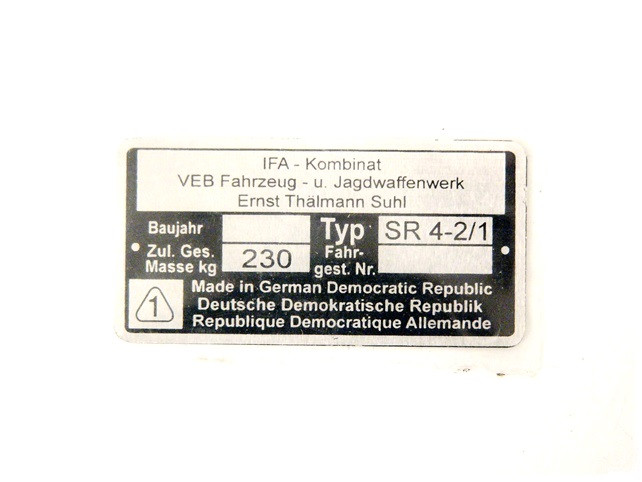 IFA - Kombinat
VEB Fahrzeug - u. Jagdwaffenwerk
Ernst Thälmann Suhl
Baujahr Typ SR 4-2/1
Zul. Ges. Masse kg 230 Fahr- gest. Nr.
1 Made in German Democratic Republic
Deutsche Demokratische Republik
Republique Democratique Allemande